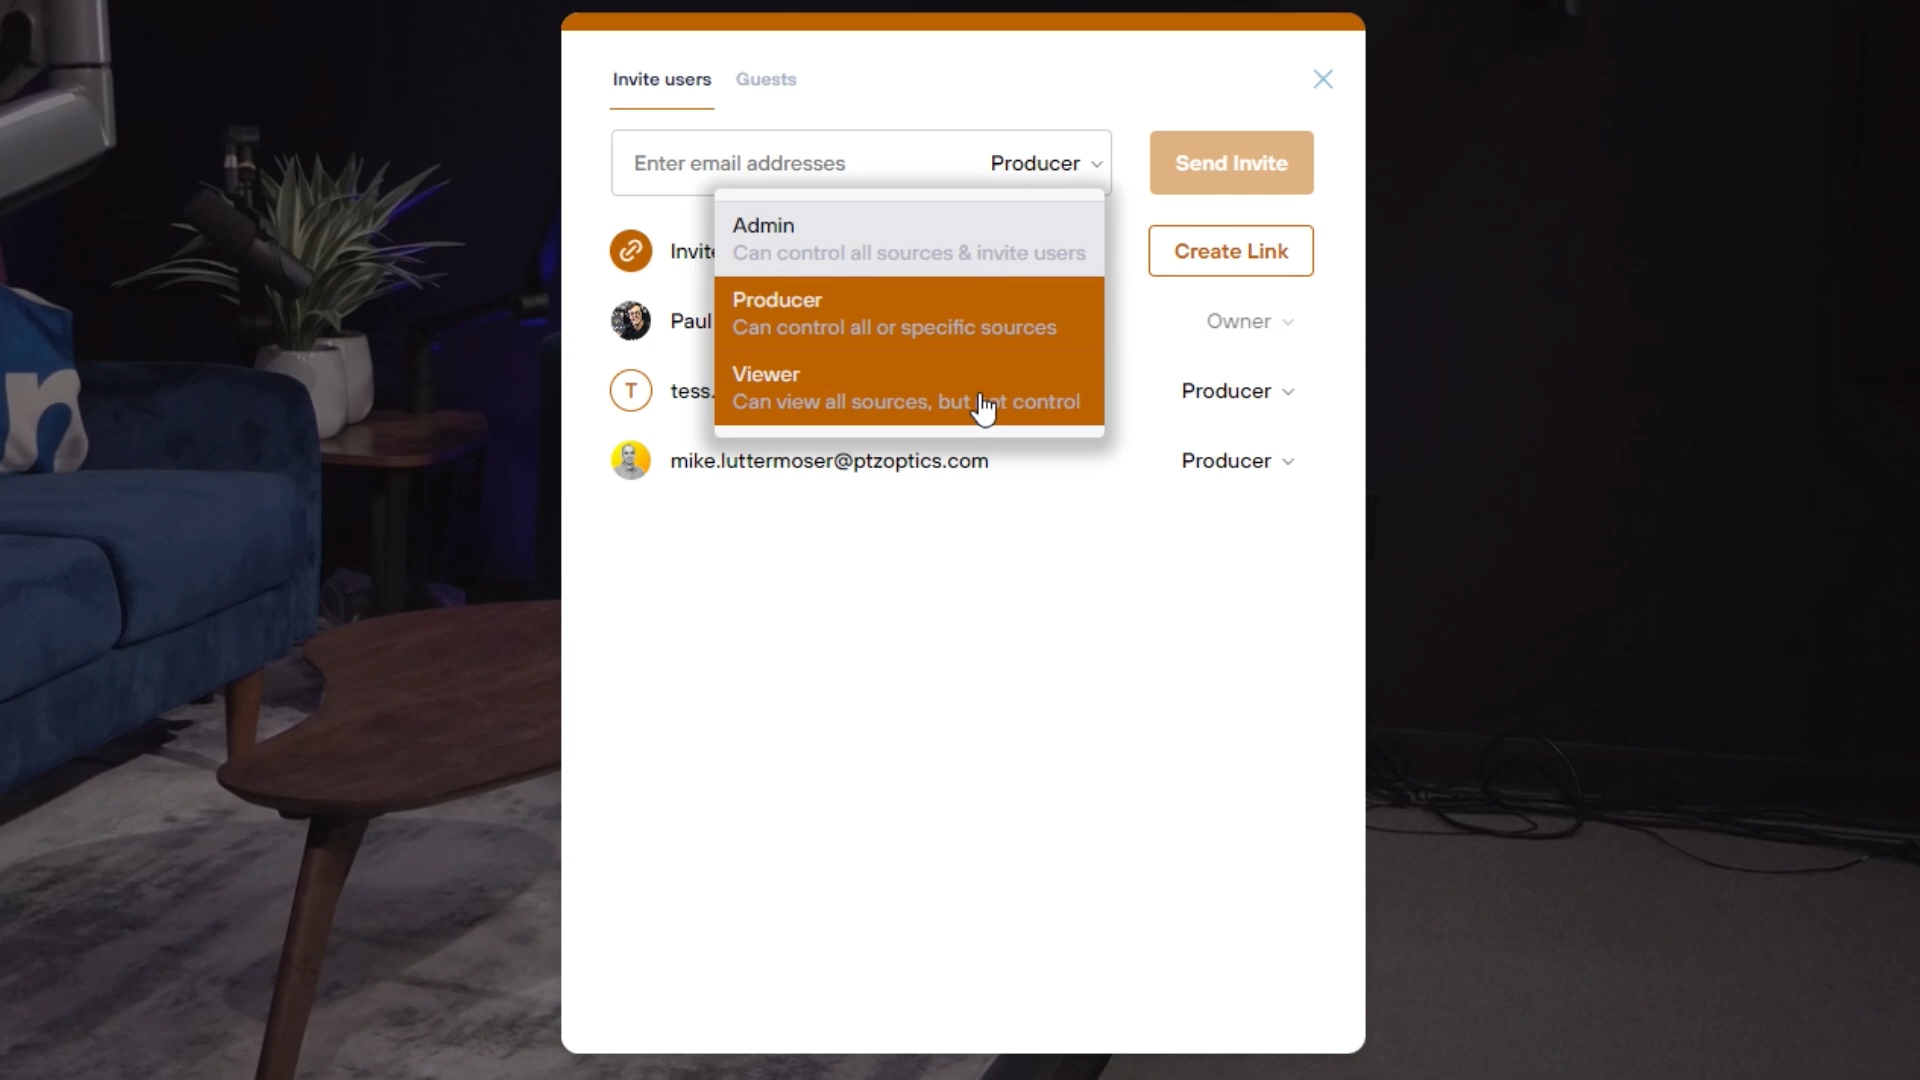 Invite users Guests
Enter email addresses Producer Send Invite
Admin
Can control all sources & invite users
Invite Create Link
Producer
Can control all or specific sources
Paul Owner
Viewer
Can view all sources, but control
T tess. Producer
mike.luttermoser@ptzoptics.com Producer
n